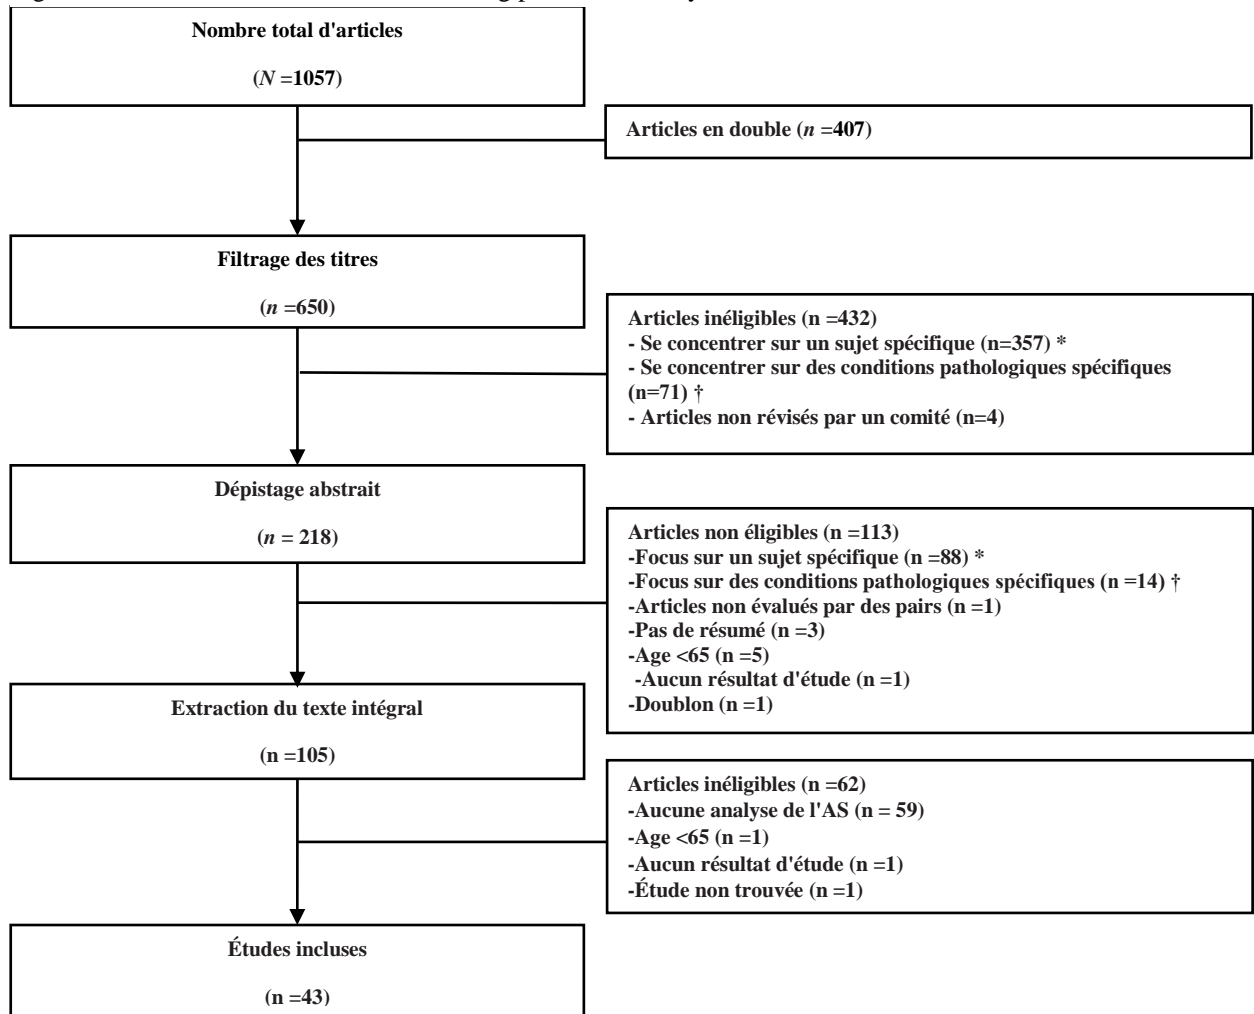 Nombre total d'articles
(N =1057)
Articles en double (n =407)
Filtrage des titres
(n =650)
Articles inéligibles (n =432)
- Se concentrer sur un sujet spécifique (n=357) *
- Se concentrer sur des conditions pathologiques spécifiques
(n=71) †
- Articles non révisés par un comité (n=4)
Dépistage abstrait
(n = 218)
Articles non éligibles (n =113)
-Focus sur un sujet spécifique (n =88) *
-Focus sur des conditions pathologiques spécifiques (n =14) †
-Articles non évalués par des pairs (n =1)
-Pas de résumé (n =3)
-Age <65 (n =5)
-Aucun résultat d'étude (n =1)
-Doublon (n =1)
Extraction du texte intégral
(n =105)
Articles inéligibles (n =62)
-Aucune analyse de l'AS (n = 59)
-Age <65 (n =1)
-Aucun résultat d'étude (n =1)
-Étude non trouvée (n =1)
Études incluses
(n =43)